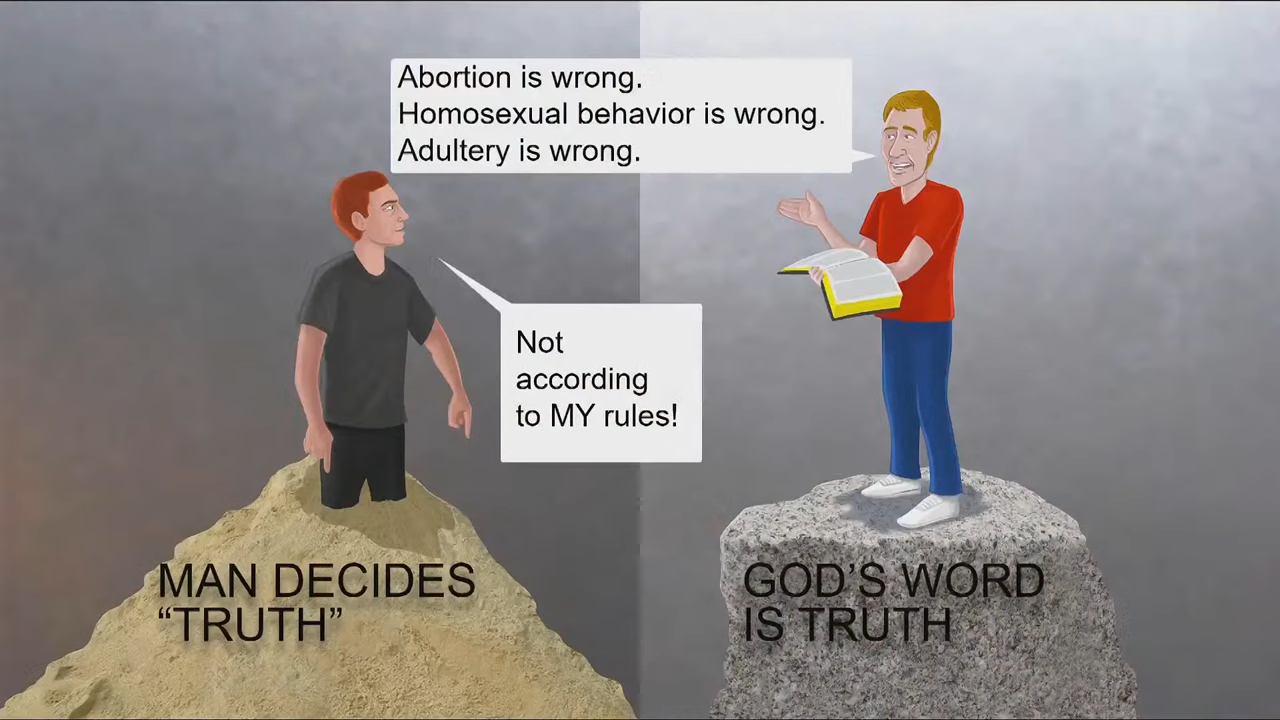 Abortion is wrong.
Homosexual behavior is wrong.
Adultery is wrong.
Not
according
to MY rules!
MAN DECIDES
“TRUTH”
GOD’S WORD
IS TRUTH